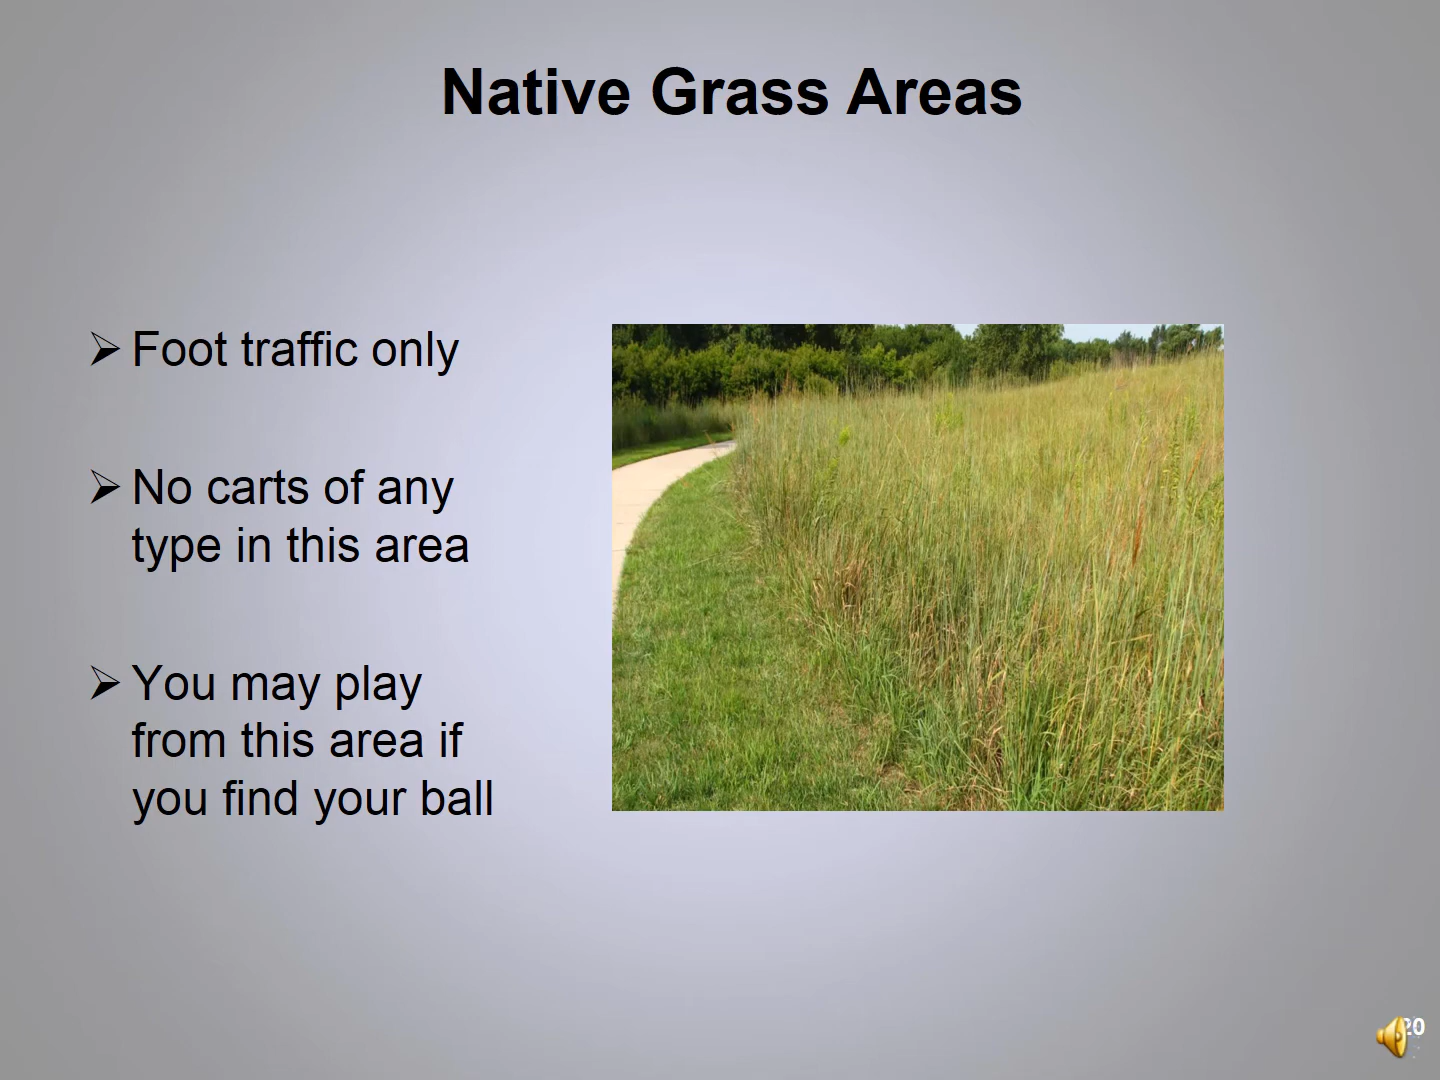 Native Grass Areas
Foot traffic only
No carts of any
type in this area
You may play
from this area if
you find your ball
20